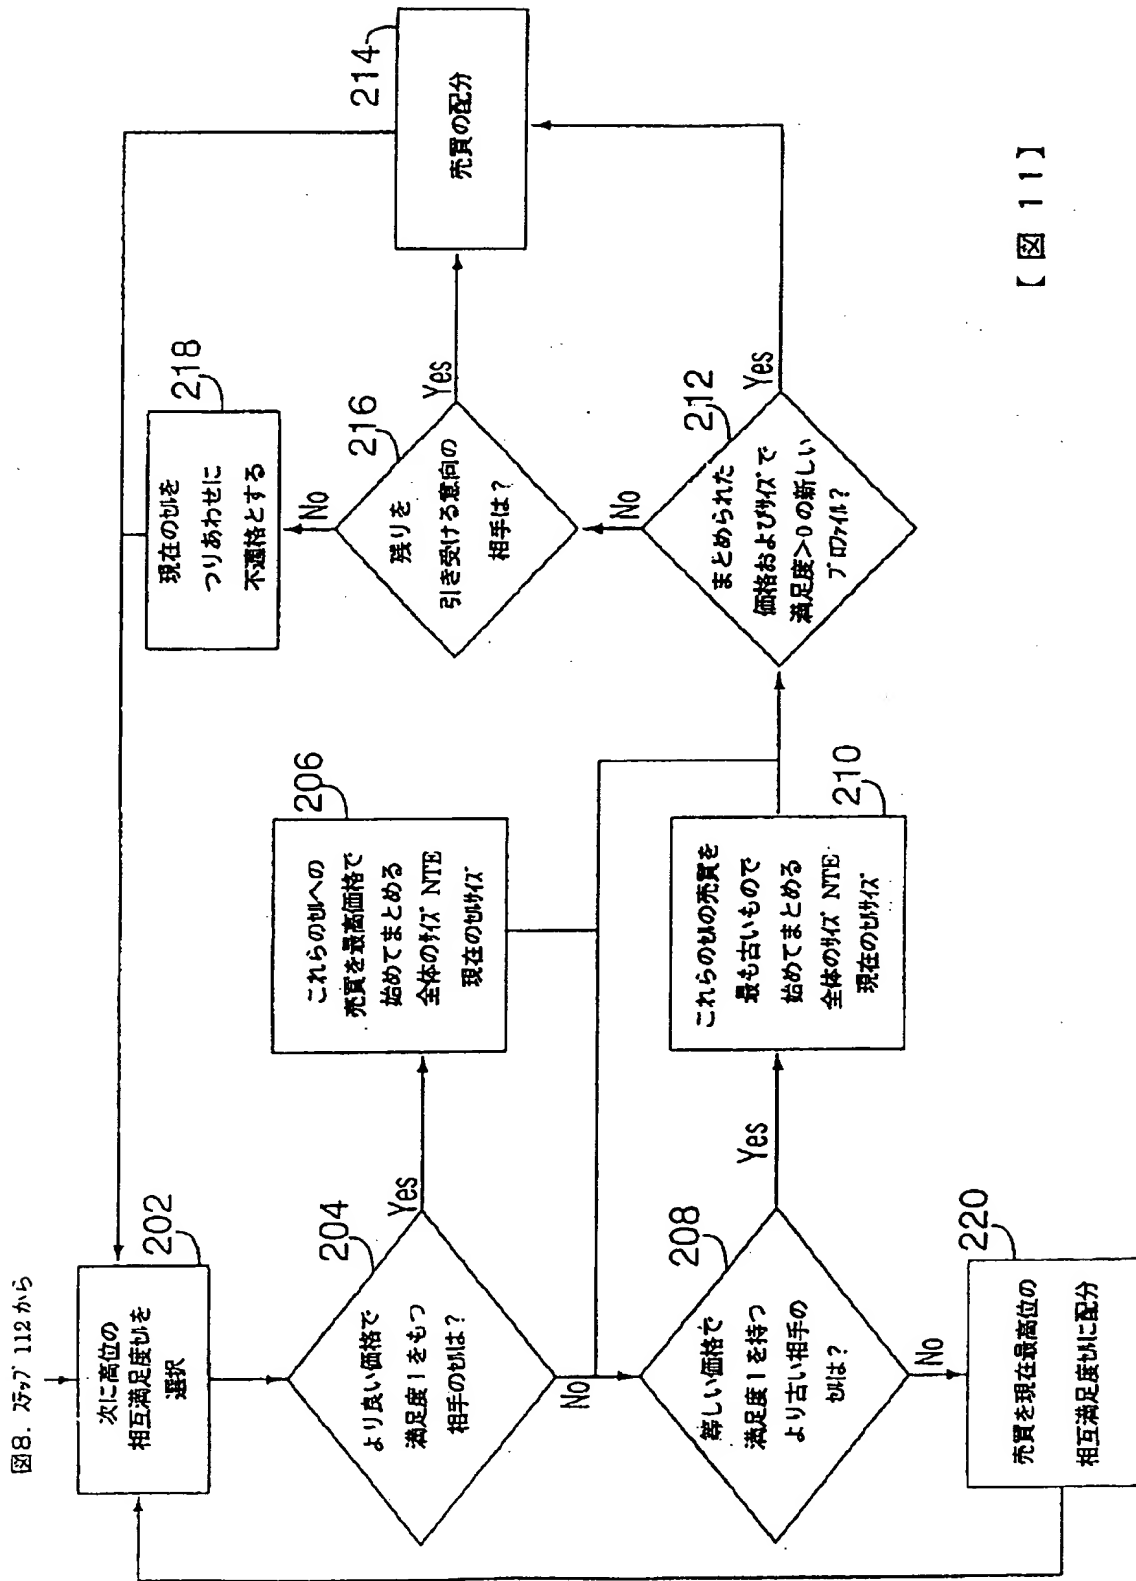 図8. ステップ 112 から
次に高位の
相互満足度セルを
選択
202
より良い価格で
満足度1をもつ
相手のセルは?
204
Yes
No
これらのセルへの
売買を最高価格で
始めてまとめる
全体のサイズ NTE
現在のセルサイズ
206
等しい価格で
満足度1を持つ
より古い相手の
セルは?
208
Yes
No
これらのセルの売買を
最も古いもので
始めてまとめる
全体のサイズ NTE
現在のセルサイズ
210
まとめられた
価格およびサイズで
満足度>0の新しい
プロファイル?
212
Yes
No
残りを
引き受ける意向の
相手は?
216
Yes
No
売買の配分
214
現在のセルを
つりあわせに
不適格とする
218
売買を現在最高位の
相互満足度セルに配分
220
【図11】